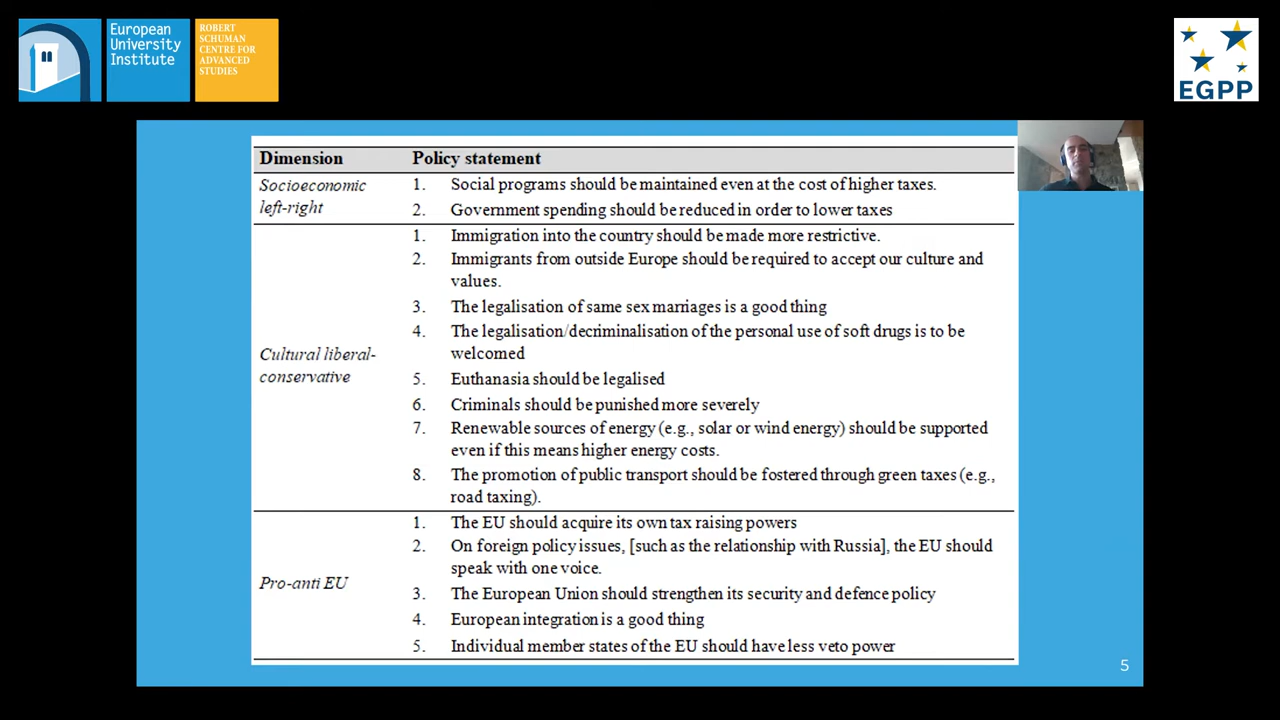 European
University
Institute
ROBERT
SCHUMAN
CENTRE FOR
ADVANCED
STUDIES
EGPP
Dimension Policy statement
Socioeconomic left-right
1. Social programs should be maintained even at the cost of higher taxes.
2. Government spending should be reduced in order to lower taxes
Cultural liberal-
conservative
1. Immigration into the country should be made more restrictive.
2. Immigrants from outside Europe should be required to accept our culture and
values.
3. The legalisation of same sex marriages is a good thing
4. The legalisation/decriminalisation of the personal use of soft drugs is to be
welcomed
5. Euthanasia should be legalised
6. Criminals should be punished more severely
7. Renewable sources of energy (e.g., solar or wind energy) should be supported
even if this means higher energy costs.
8. The promotion of public transport should be fostered through green taxes (e.g.,
road taxing).
Pro-anti EU
1. The EU should acquire its own tax raising powers
2. On foreign policy issues, [such as the relationship with Russia], the EU should
speak with one voice.
3. The European Union should strengthen its security and defence policy
4. European integration is a good thing
5. Individual member states of the EU should have less veto power
5